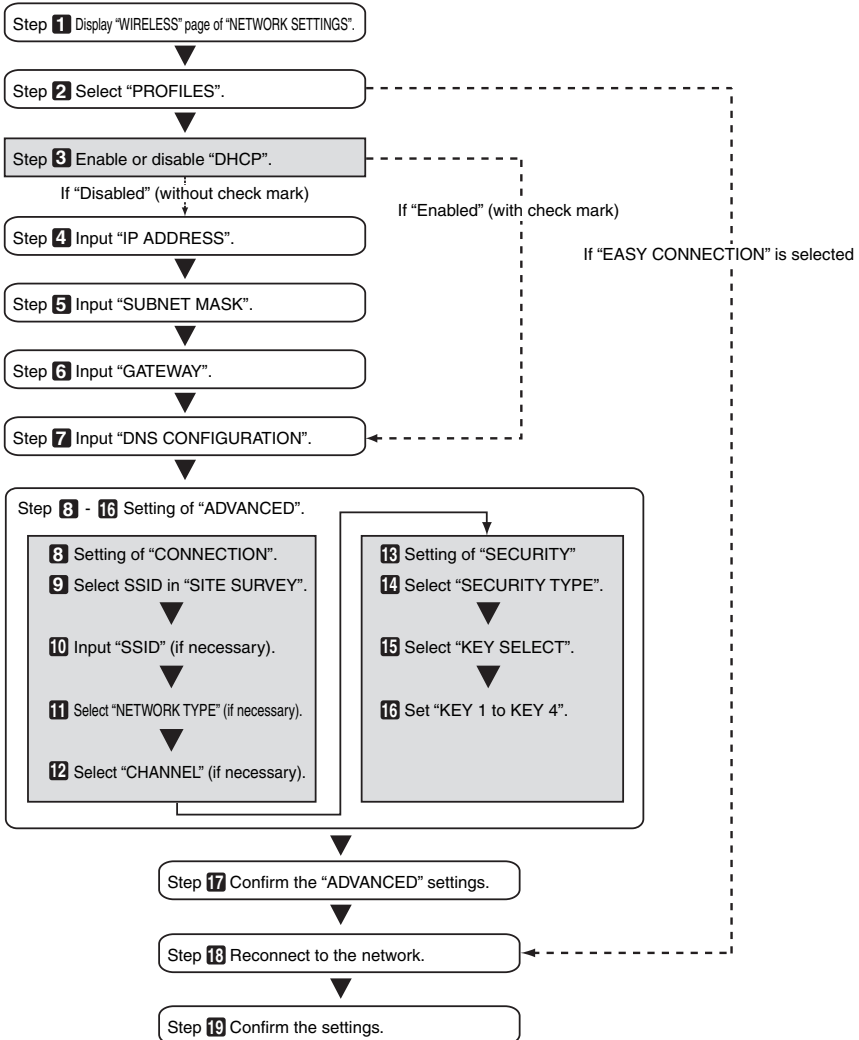 Step 1 Display “WIRELESS” page of “NETWORK SETTINGS”.
Step 2 Select “PROFILES”.
Step 3 Enable or disable “DHCP”.
If “Disabled” (without check mark)
If “Enabled” (with check mark)
If “EASY CONNECTION” is selected
Step 4 Input “IP ADDRESS”.
Step 5 Input “SUBNET MASK”.
Step 6 Input “GATEWAY”.
Step 7 Input “DNS CONFIGURATION”.
Step 8 - 16 Setting of “ADVANCED”.
8 Setting of “CONNECTION”.
9 Select SSID in “SITE SURVEY”.
10 Input “SSID” (if necessary).
11 Select “NETWORK TYPE” (if necessary).
12 Select “CHANNEL” (if necessary).
13 Setting of “SECURITY”
14 Select “SECURITY TYPE”.
15 Select “KEY SELECT”.
16 Set “KEY 1 to KEY 4”.
Step 17 Confirm the “ADVANCED” settings.
Step 18 Reconnect to the network.
Step 19 Confirm the settings.